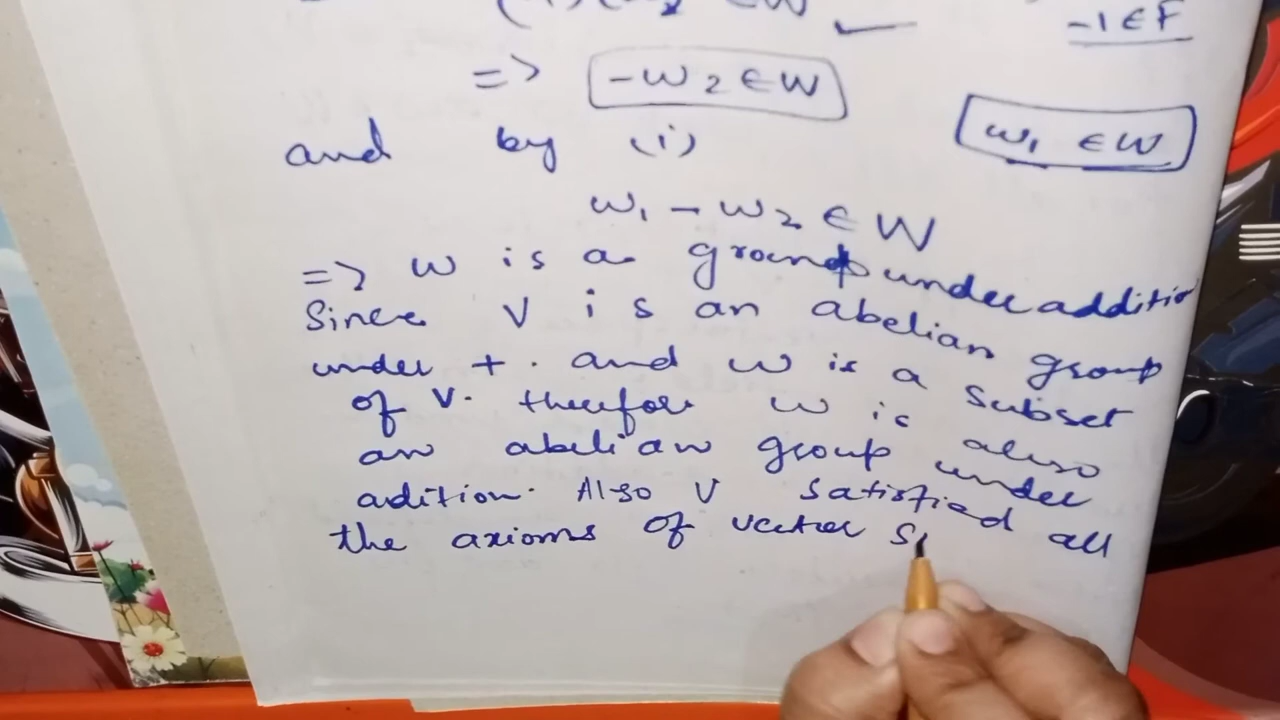 ∈ W
-1 ∈ F
=> -w2 ∈ W
and by (i) w1 ∈ W
w1 - w2 ∈ W
=> W is a group under addition
Since V is an abelian group
under +. and W is a subset
of V. therefore W is also
an abelian group under
adition. Also V satisfied all
the axioms of vector S